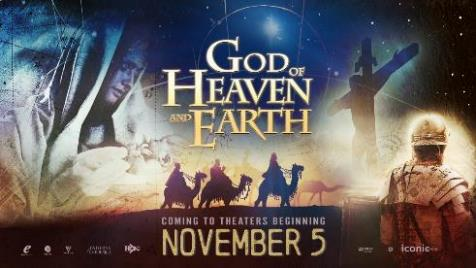 GOD OF
HEAVEN
AND EARTH
COMING TO THEATERS BEGINNING
NOVEMBER 5
iconic